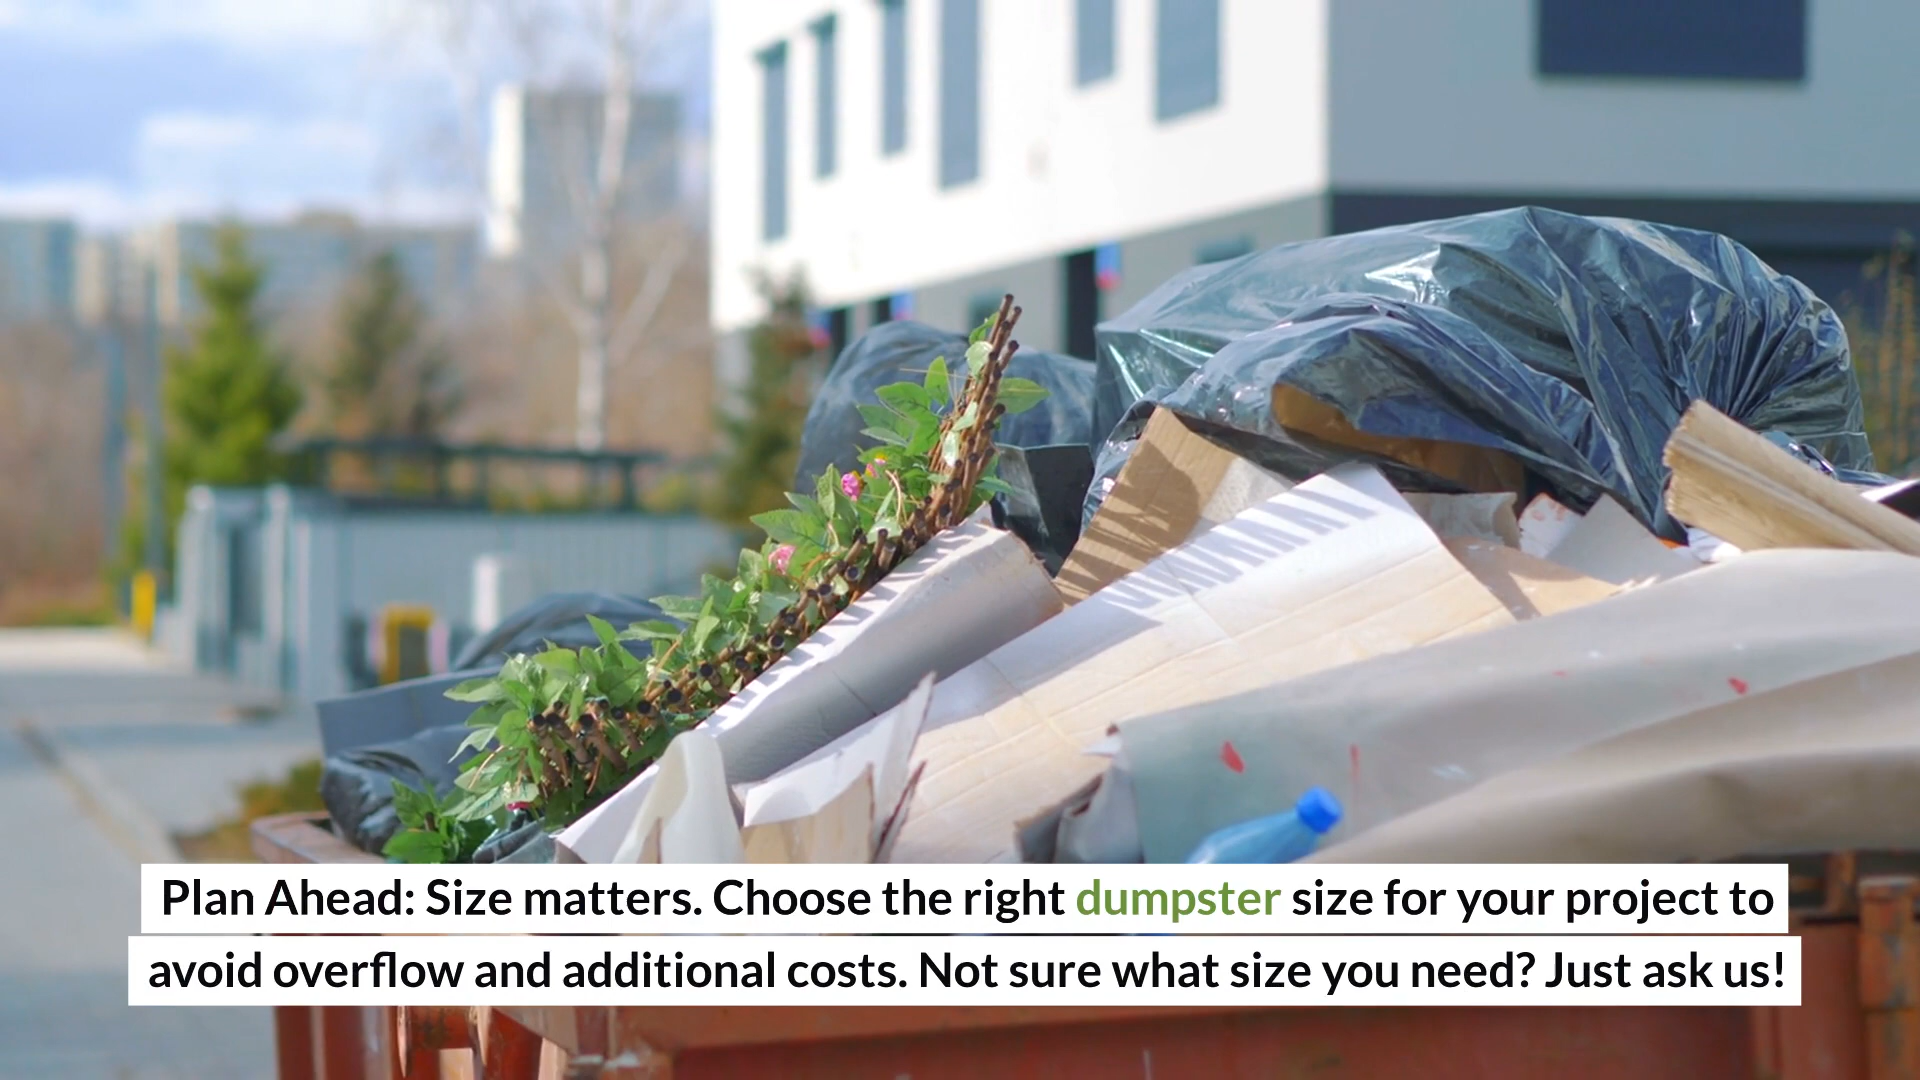 Plan Ahead: Size matters. Choose the right dumpster size for your project to
avoid overflow and additional costs. Not sure what size you need? Just ask us!